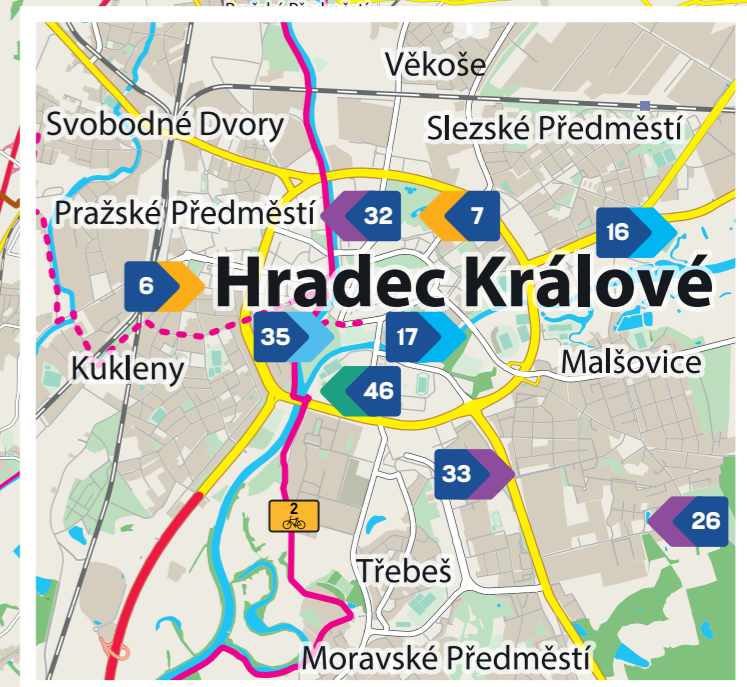 Věkoše
Svobodné Dvory
Slezské Předměstí
Pražské Předměstí
32
7
16
6
Hradec Králové
35
17
Kukleny
Malšovice
46
33
2
26
Třebeš
Moravské Předměstí